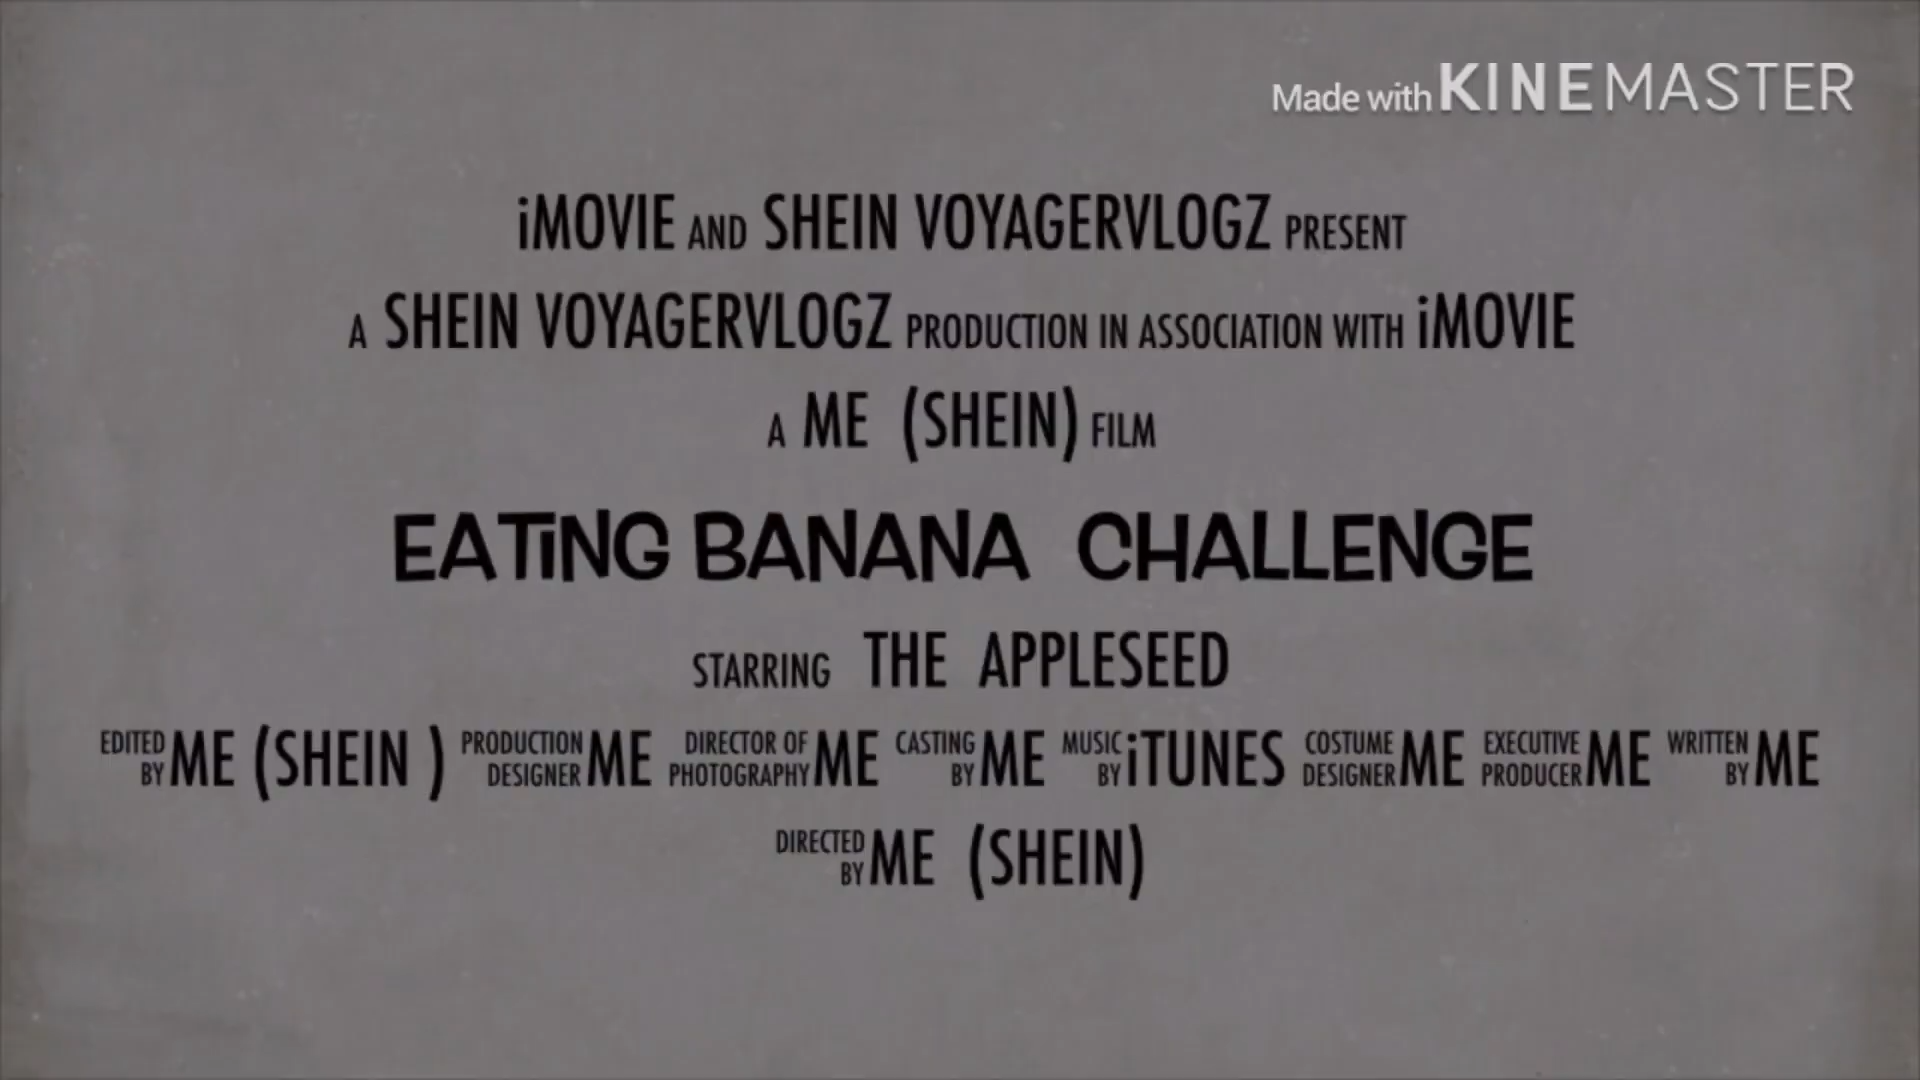 Made with KINEMASTER
iMOVIE AND SHEIN VOYAGERVLOGZ PRESENT
A SHEIN VOYAGERVLOGZ PRODUCTION IN ASSOCIATION WITH iMOVIE
A ME (SHEIN) FILM
EATiNG BANANA CHALLENGE
STARRING THE APPLESEED
EDITED BY ME (SHEIN ) PRODUCTION DESIGNER ME DIRECTOR OF PHOTOGRAPHY ME CASTING BY ME MUSIC BY iTUNES COSTUME DESIGNER ME EXECUTIVE PRODUCER ME WRITTEN BY ME
DIRECTED BY ME (SHEIN)